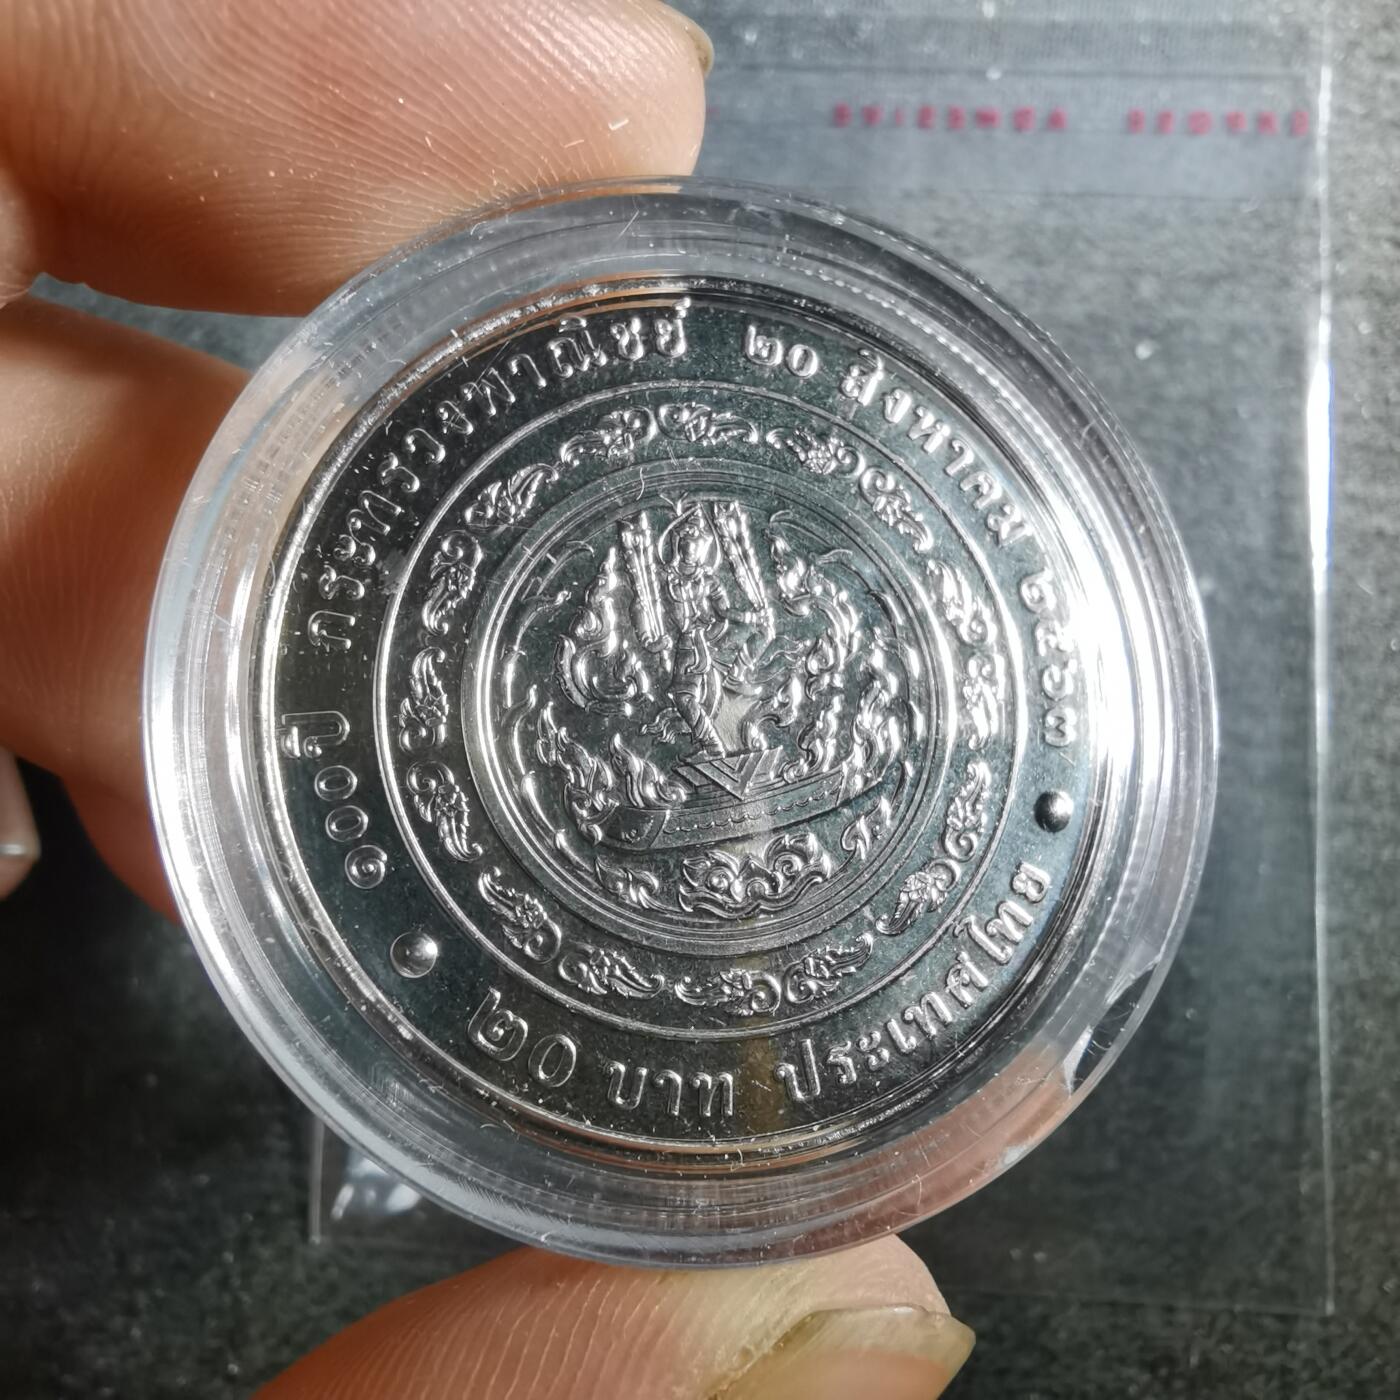 ๑๐๐ปี กระทรวงพาณิชย์ ๒๐ สิงหาคม ๒๕๖๓
๒๐ บาท ประเทศไทย